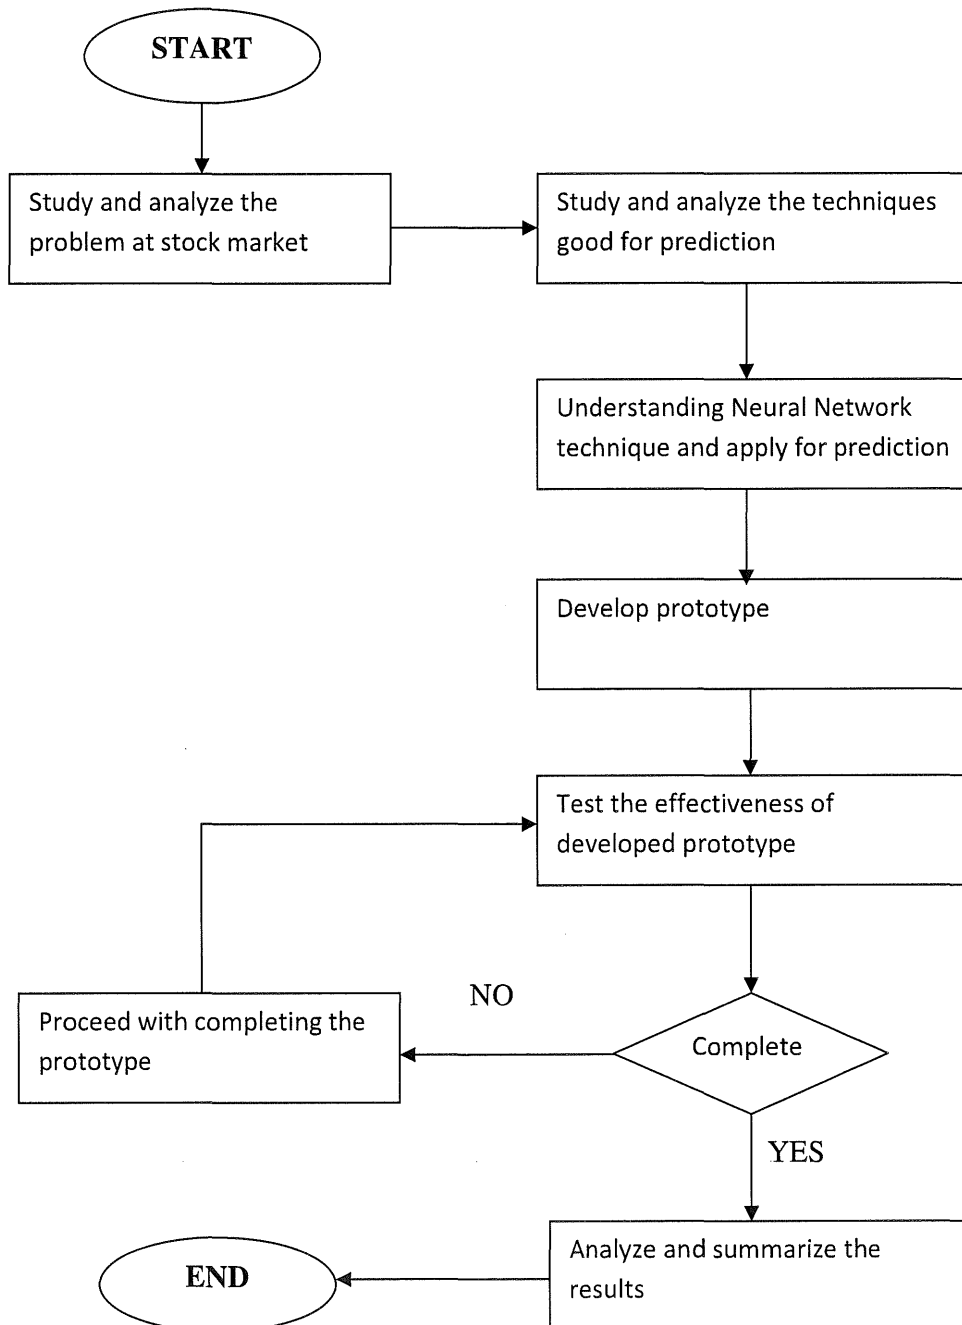 START
Study and analyze the
problem at stock market
Study and analyze the techniques
good for prediction
Understanding Neural Network
technique and apply for prediction
Develop prototype
Test the effectiveness of
developed prototype
NO
Proceed with completing the
prototype
Complete
YES
Analyze and summarize the
results
END